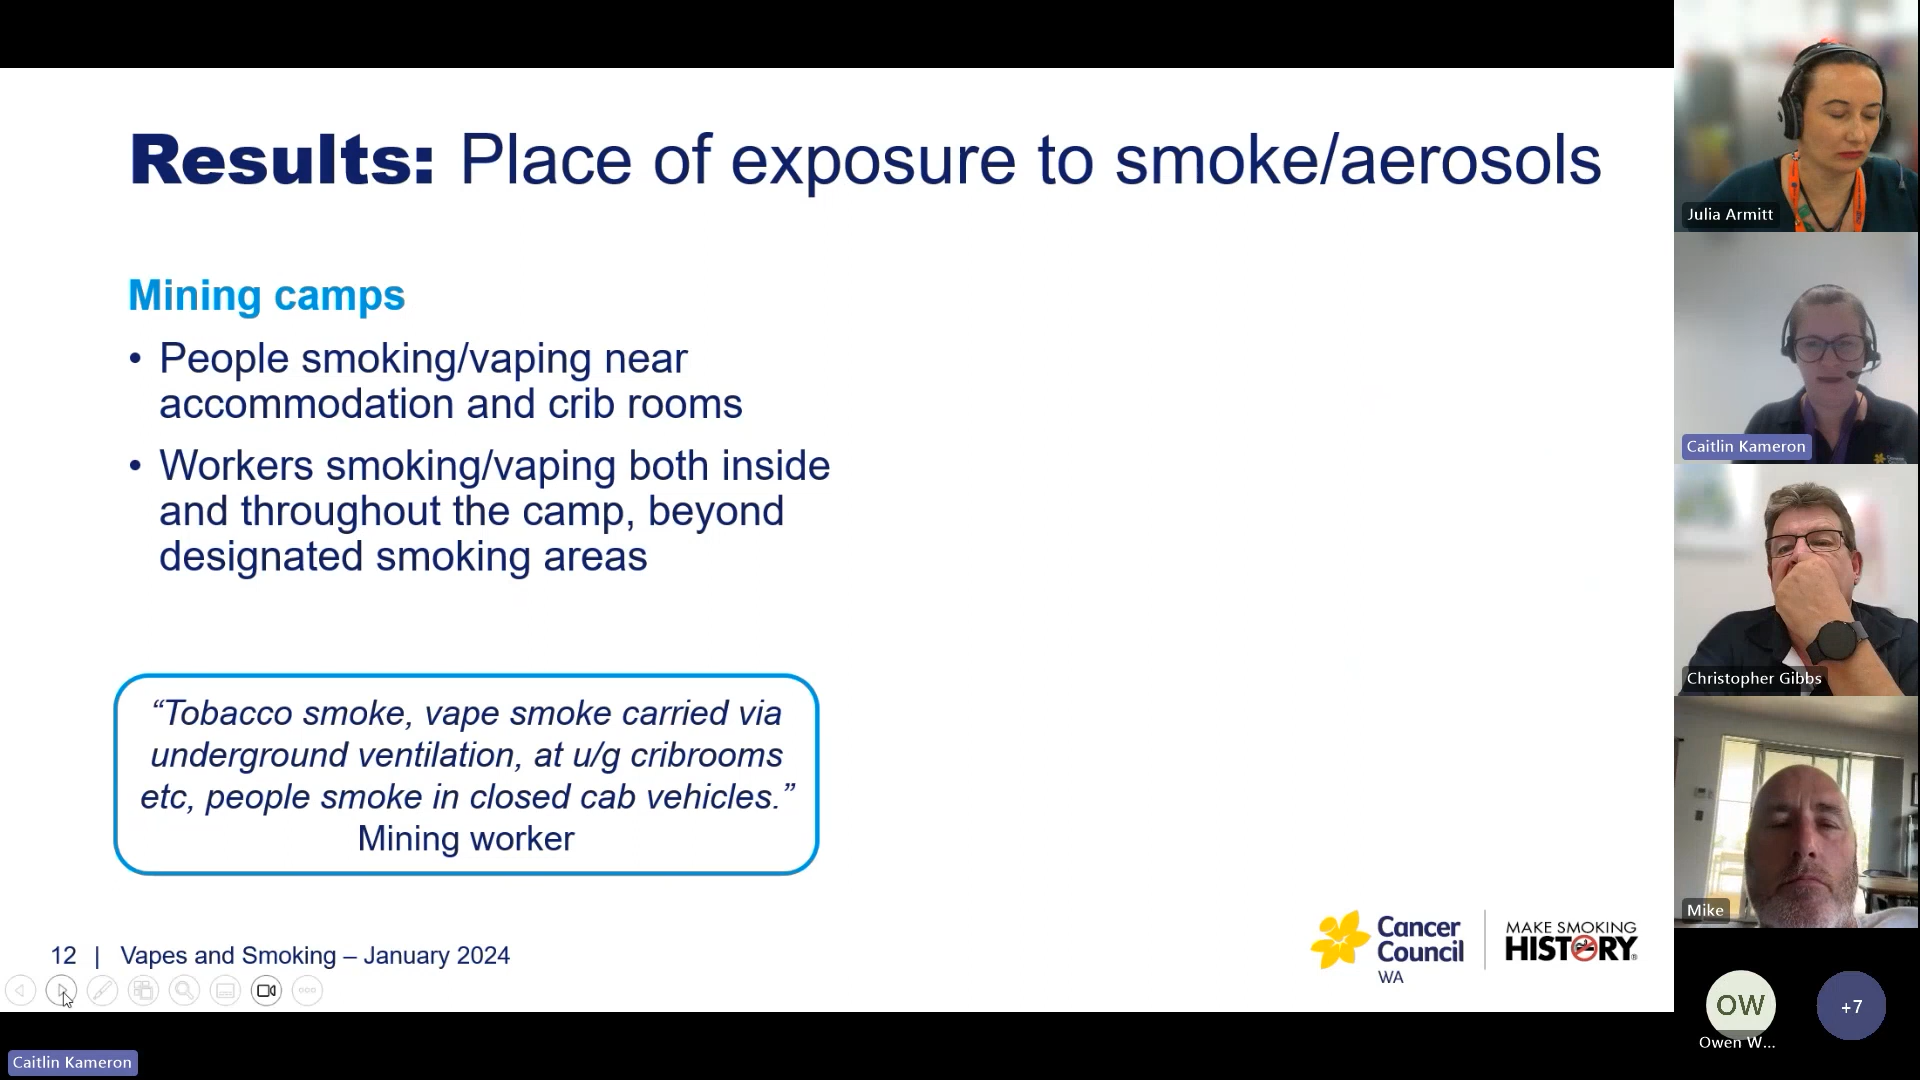 Results: Place of exposure to smoke/aerosols
Mining camps
• People smoking/vaping near
accommodation and crib rooms
• Workers smoking/vaping both inside
and throughout the camp, beyond
designated smoking areas
“Tobacco smoke, vape smoke carried via
underground ventilation, at u/g cribrooms
etc, people smoke in closed cab vehicles.”
Mining worker
12 | Vapes and Smoking – January 2024
Cancer
Council
WA
MAKE SMOKING
HISTORY®
Caitlin Kameron
Julia Armitt
Caitlin Kameron
Christopher Gibbs
Mike
OW
Owen W...
+7